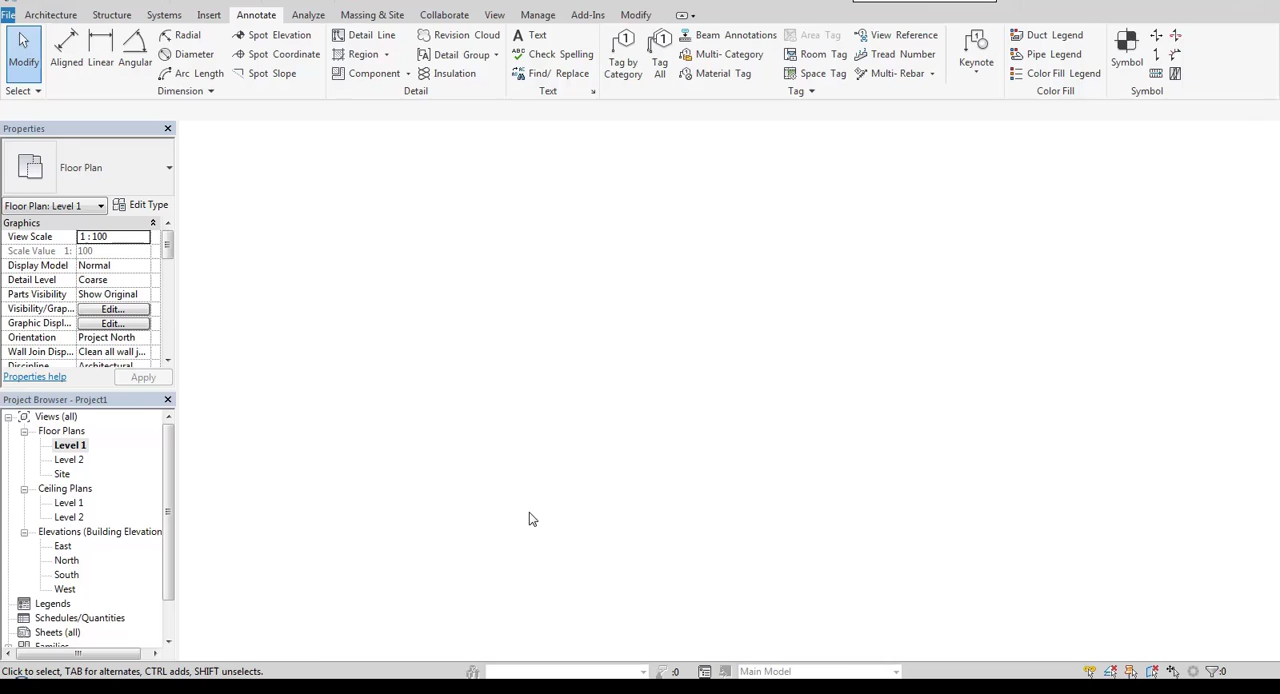 File Architecture Structure Systems Insert Annotate Analyze Massing & Site Collaborate View Manage Add-Ins Modify
Modify
Select
Aligned Linear Angular
Radial
Diameter
Arc Length
Spot Elevation
Spot Coordinate
Spot Slope
Dimension
Detail Line
Region
Component
Revision Cloud
Detail Group
Insulation
Detail
Text
Check Spelling
Find/ Replace
Text
Tag by
Category
Tag
All
Beam Annotations
Multi-Category
Material Tag
Area Tag
Room Tag
Space Tag
View Reference
Tread Number
Multi-Rebar
Tag
Keynote
Duct Legend
Pipe Legend
Color Fill Legend
Color Fill
Symbol
Symbol
Properties
Floor Plan
Floor Plan: Level 1 Edit Type
Graphics
View Scale 1 : 100
Scale Value 1: 100
Display Model Normal
Detail Level Coarse
Parts Visibility Show Original
Visibility/Grap... Edit...
Graphic Displ... Edit...
Orientation Project North
Wall Join Disp... Clean all wall j...
Discipline Architectural
Properties help Apply
Project Browser - Project1
Views (all)
Floor Plans
Level 1
Level 2
Site
Ceiling Plans
Level 1
Level 2
Elevations (Building Elevation
East
North
South
West
Legends
Schedules/Quantities
Sheets (all)
Families
Click to select, TAB for alternates, CTRL adds, SHIFT unselects. :0 Main Model :0